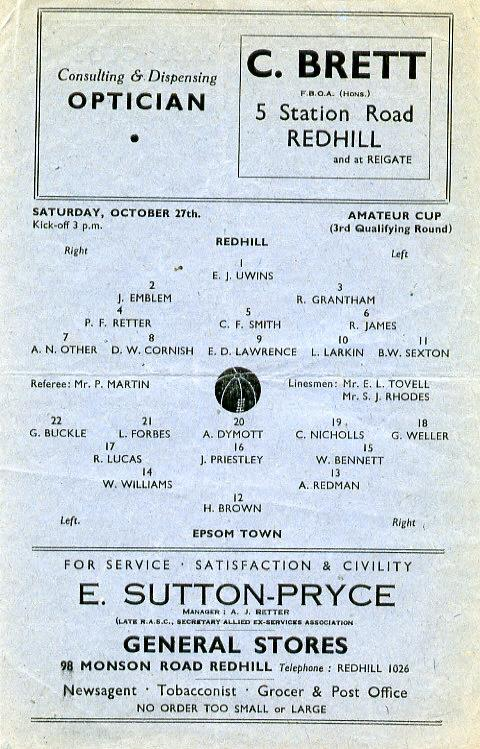 Consulting & Dispensing
OPTICIAN
C. BRETT
F.B.O.A. (HONS.)
5 Station Road
REDHILL
and at REIGATE
SATURDAY, OCTOBER 27th.
Kick-off 3 p.m.
AMATEUR CUP
(3rd Qualifying Round)
REDHILL
Right
Left
1
E. J. UWINS
2 3
J. EMBLEM R. GRANTHAM
4 5 6
P. F. RETTER C. F. SMITH R. JAMES
7 8 9 10 11
A. N. OTHER D. W. CORNISH E. D. LAWRENCE L. LARKIN B.W. SEXTON
Referee: Mr. P. MARTIN
Linesmen: Mr. E. L. TOVELL
Mr. S. J. RHODES
22 21 20 19 18
G. BUCKLE L. FORBES A. DYMOTT C. NICHOLLS G. WELLER
17 16 15
R. LUCAS J. PRIESTLEY W. BENNETT
14 13
W. WILLIAMS A. REDMAN
12
H. BROWN
Left.
Right
EPSOM TOWN
FOR SERVICE · SATISFACTION & CIVILITY
E. SUTTON-PRYCE
MANAGER : A. J. RETTER
(LATE R.A.S.C., SECRETARY ALLIED EX-SERVICES ASSOCIATION
GENERAL STORES
98 MONSON ROAD REDHILL Telephone : REDHILL 1026
Newsagent · Tobacconist · Grocer & Post Office
NO ORDER TOO SMALL or LARGE